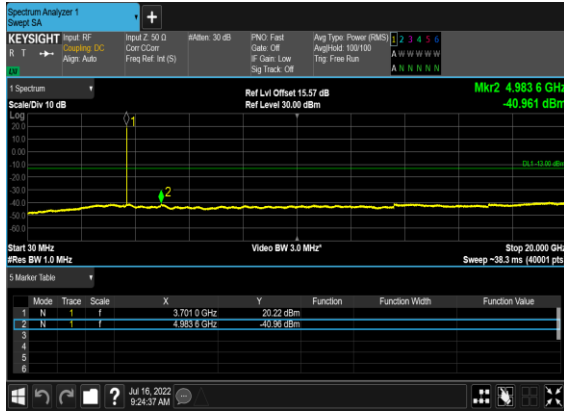 Spectrum Analyzer 1
Swept SA
+
KEYSIGHT Input: RF Input Z: 50 Ω #Atten: 30 dB PNO: Fast Avg Type: Power (RMS) 1 2 3 4 5 6
R T Coupling: DC Corr CCorr Gate: Off Avg|Hold: 100/100 A W W W W W
Align: Auto Freq Ref: Int (S) IF Gain: Low Trig: Free Run
Sig Track: Off A N N N N N
1 Spectrum Ref Lvl Offset 15.57 dB Mkr2 4.983 6 GHz
Scale/Div 10 dB Ref Level 30.00 dBm -40.961 dBm
Log
20.0
10.0
0.00
-10.0
-20.0
-30.0
-40.0
-50.0
-60.0
1
2
DL1 -13.00 dBm
Start 30 MHz Video BW 3.0 MHz* Stop 20.000 GHz
#Res BW 1.0 MHz Sweep ~38.3 ms (40001 pts)
5 Marker Table
Mode Trace Scale X Y Function Function Width Function Value
1 N 1 f 3.701 0 GHz 20.22 dBm
2 N 1 f 4.983 6 GHz -40.96 dBm
3
4
5
6
? Jul 16, 2022
9:24:37 AM